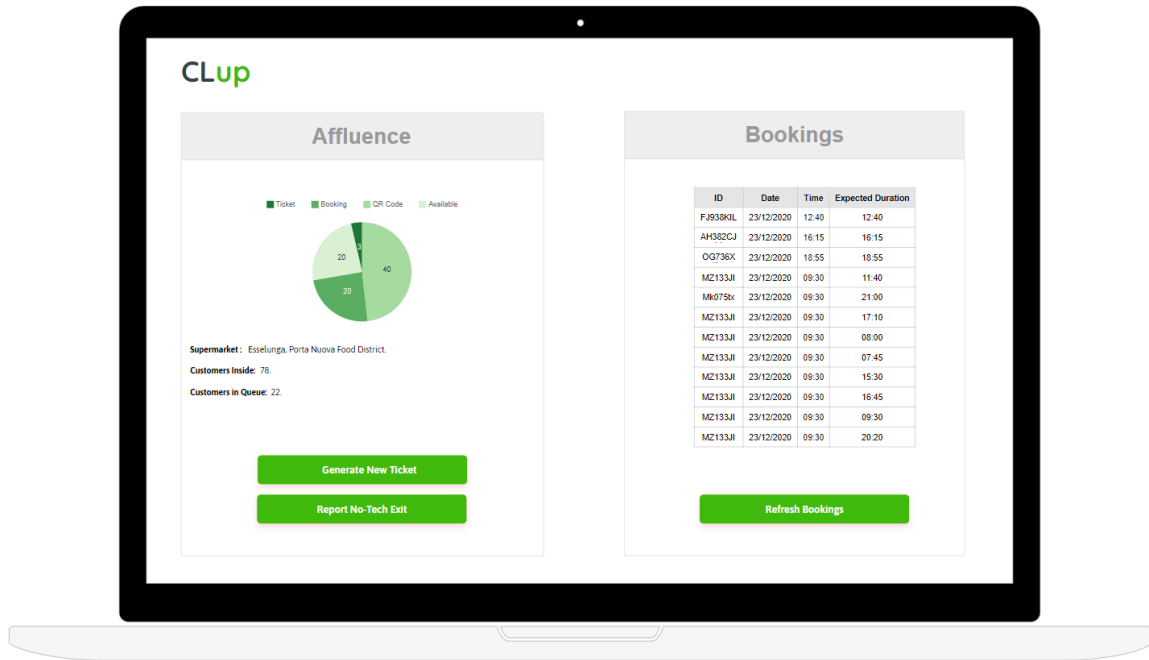 CLup
Affluence
Ticket Booking QR Code Available
3
20
40
20
Supermarket : Esselunga, Porta Nuova Food District.
Customers Inside: 78.
Customers in Queue: 22.
Generate New Ticket
Report No-Tech Exit
Bookings
ID Date Time Expected Duration
FJ938KIL 23/12/2020 12:40 12:40
AH382CJ 23/12/2020 16:15 16:15
OG736X 23/12/2020 18:55 18:55
MZ133JI 23/12/2020 09:30 11:40
Mk075tx 23/12/2020 09:30 21:00
MZ133JI 23/12/2020 09:30 17:10
MZ133JI 23/12/2020 09:30 08:00
MZ133JI 23/12/2020 09:30 07:45
MZ133JI 23/12/2020 09:30 15:30
MZ133JI 23/12/2020 09:30 16:45
MZ133JI 23/12/2020 09:30 09:30
MZ133JI 23/12/2020 09:30 20:20
Refresh Bookings